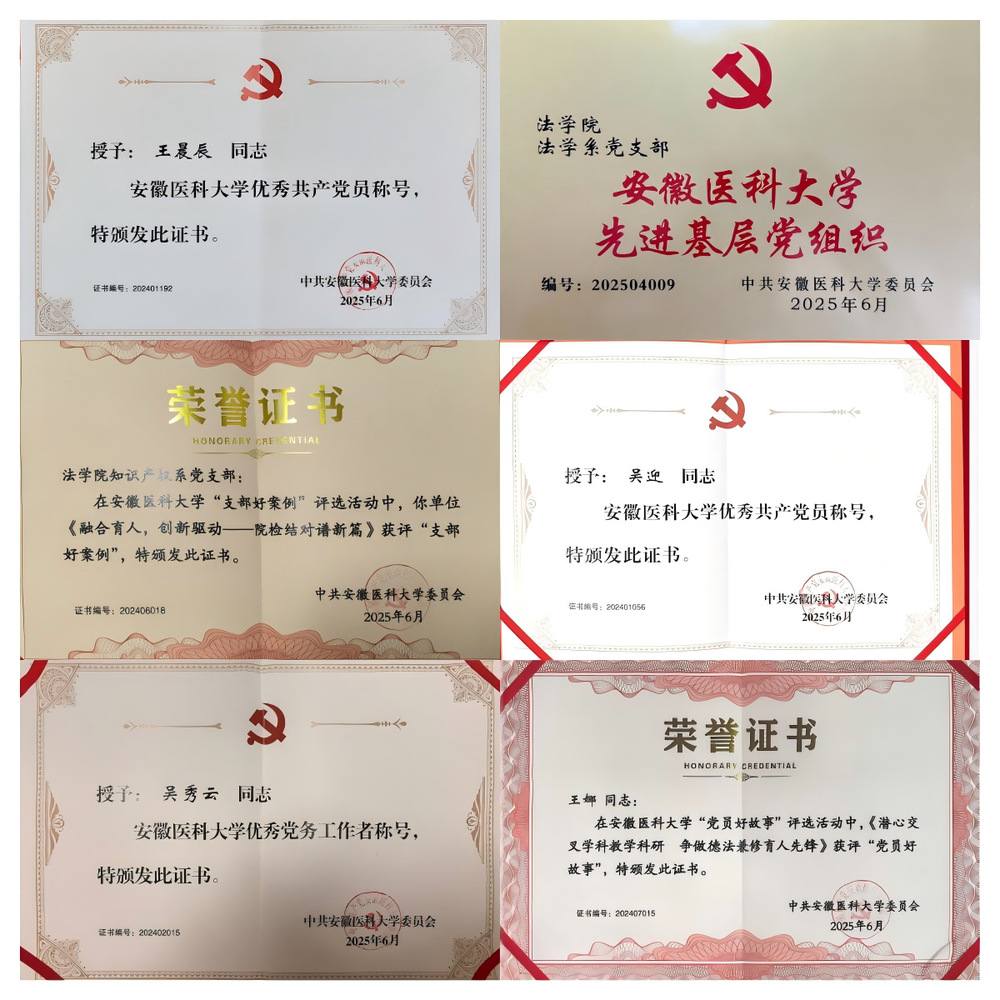 授予： 王晨辰 同志
安徽医科大学优秀共产党员称号，
特颁发此证书。
证书编号：202401192
中共安徽医科大学委员会
2025年6月
法学院
法学系党支部
安徽医科大学
先进基层党组织
编号：202504009
中共安徽医科大学委员会
2025年6月
荣誉证书
HONORARY CREDENTIAL
法学院知识产权系党支部：
在安徽医科大学“支部好案例”评选活动中，你单位
《融合育人，创新驱动——院检结对谱新篇》获评“支部
好案例”，特颁发此证书。
证书编号：202406018
中共安徽医科大学委员会
2025年6月
授予： 吴迎 同志
安徽医科大学优秀共产党员称号，
特颁发此证书。
证书编号：202401056
中共安徽医科大学委员会
2025年6月
授予： 吴秀云 同志
安徽医科大学优秀党务工作者称号，
特颁发此证书。
证书编号：202402015
中共安徽医科大学委员会
2025年6月
荣誉证书
HONORARY CREDENTIAL
王娜 同志：
在安徽医科大学“党员好故事”评选活动中，《潜心交
叉学科教学科研 争做德法兼修育人先锋》获评“党员好
故事”，特颁发此证书。
证书编号：202407015
中共安徽医科大学委员会
2025年6月